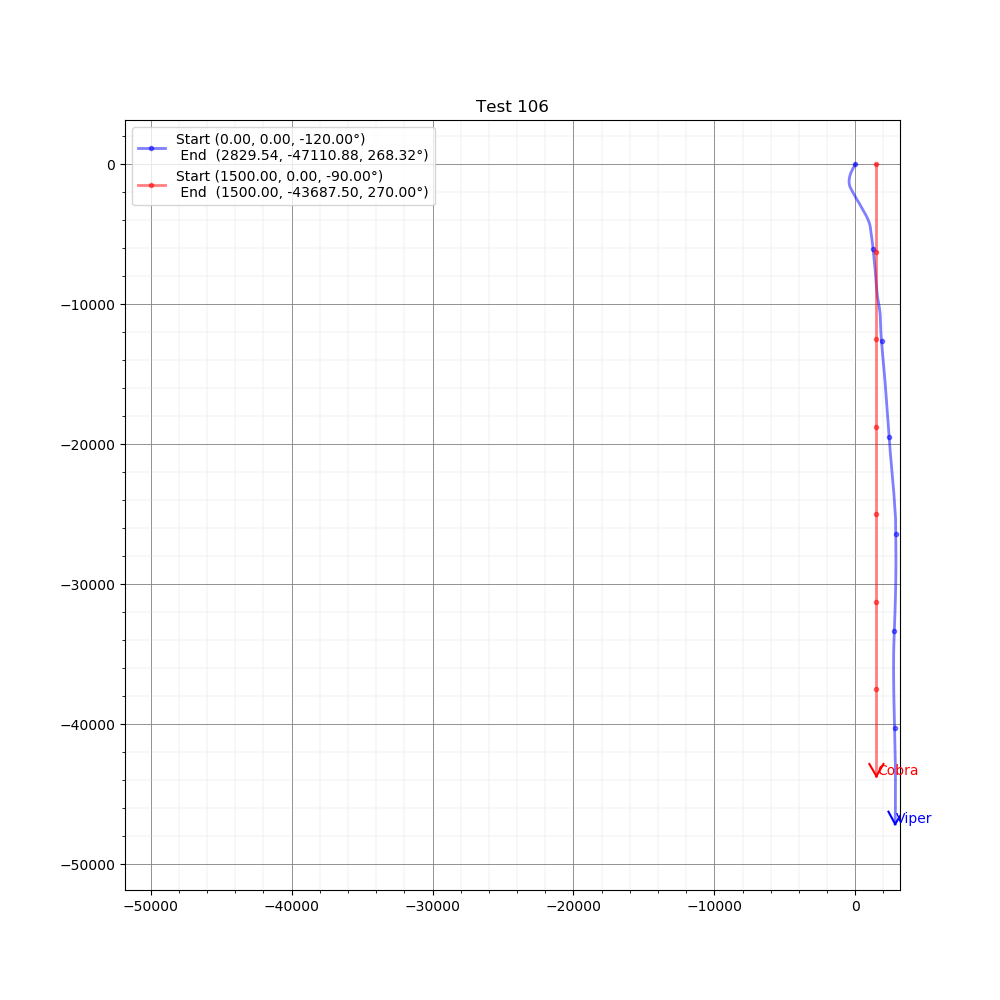 Test 106
Start (0.00, 0.00, -120.00°)
End  (2829.54, -47110.88, 268.32°)
Start (1500.00, 0.00, -90.00°)
End  (1500.00, -43687.50, 270.00°)
0
−10000
−20000
−30000
−40000
−50000
Cobra
Viper
−50000
−40000
−30000
−20000
−10000
0